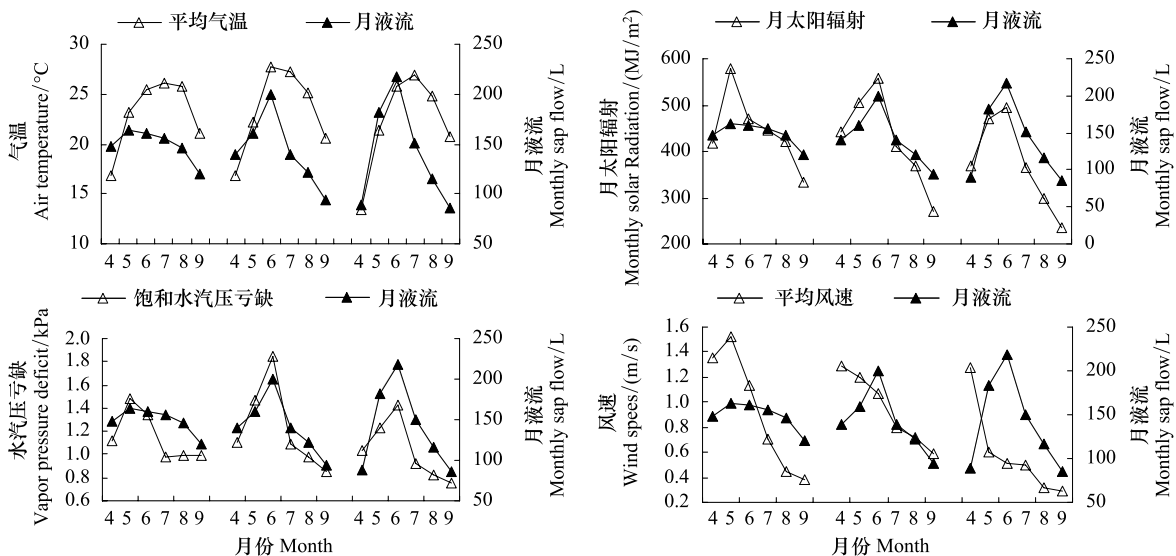 平均气温 月液流
30 250
25 200
20 150
15 100
10 50
气温
Air temperature/°C
月液流
Monthly sap flow/L
4 5 6 7 8 9 4 5 6 7 8 9 4 5 6 7 8 9
月太阳辐射 月液流
600 250
500 200
400 150
300 100
200 50
0
月太阳辐射
Monthly solar Radiation/(MJ/m²)
月液流
Monthly sap flow/L
4 5 6 7 8 9 4 5 6 7 8 9 4 5 6 7 8 9
饱和水汽压亏缺 月液流
2.0 250
1.8
1.6 200
1.4
1.2 150
1.0
0.8 100
0.6 50
水汽压亏缺
Vapor pressure deficit/kPa
月液流
Monthly sap flow/L
4 5 6 7 8 9 4 5 6 7 8 9 4 5 6 7 8 9
月份 Month
平均风速 月液流
1.6 250
1.4
1.2 200
1.0
0.8 150
0.6
0.4 100
0.2 50
风速
Wind spees/(m/s)
月液流
Monthly sap flow/L
4 5 6 7 8 9 4 5 6 7 8 9 4 5 6 7 8 9
月份 Month